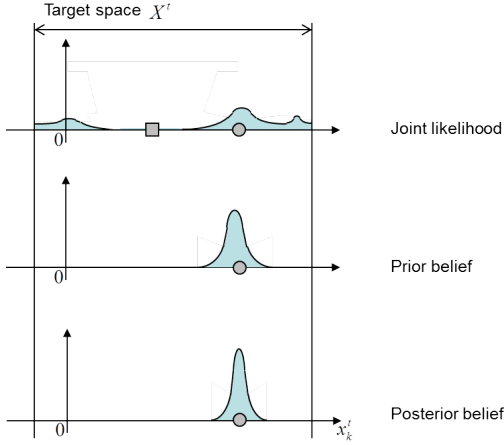 Target space X^t
0
Joint likelihood
0
Prior belief
0
x_k^t
Posterior belief